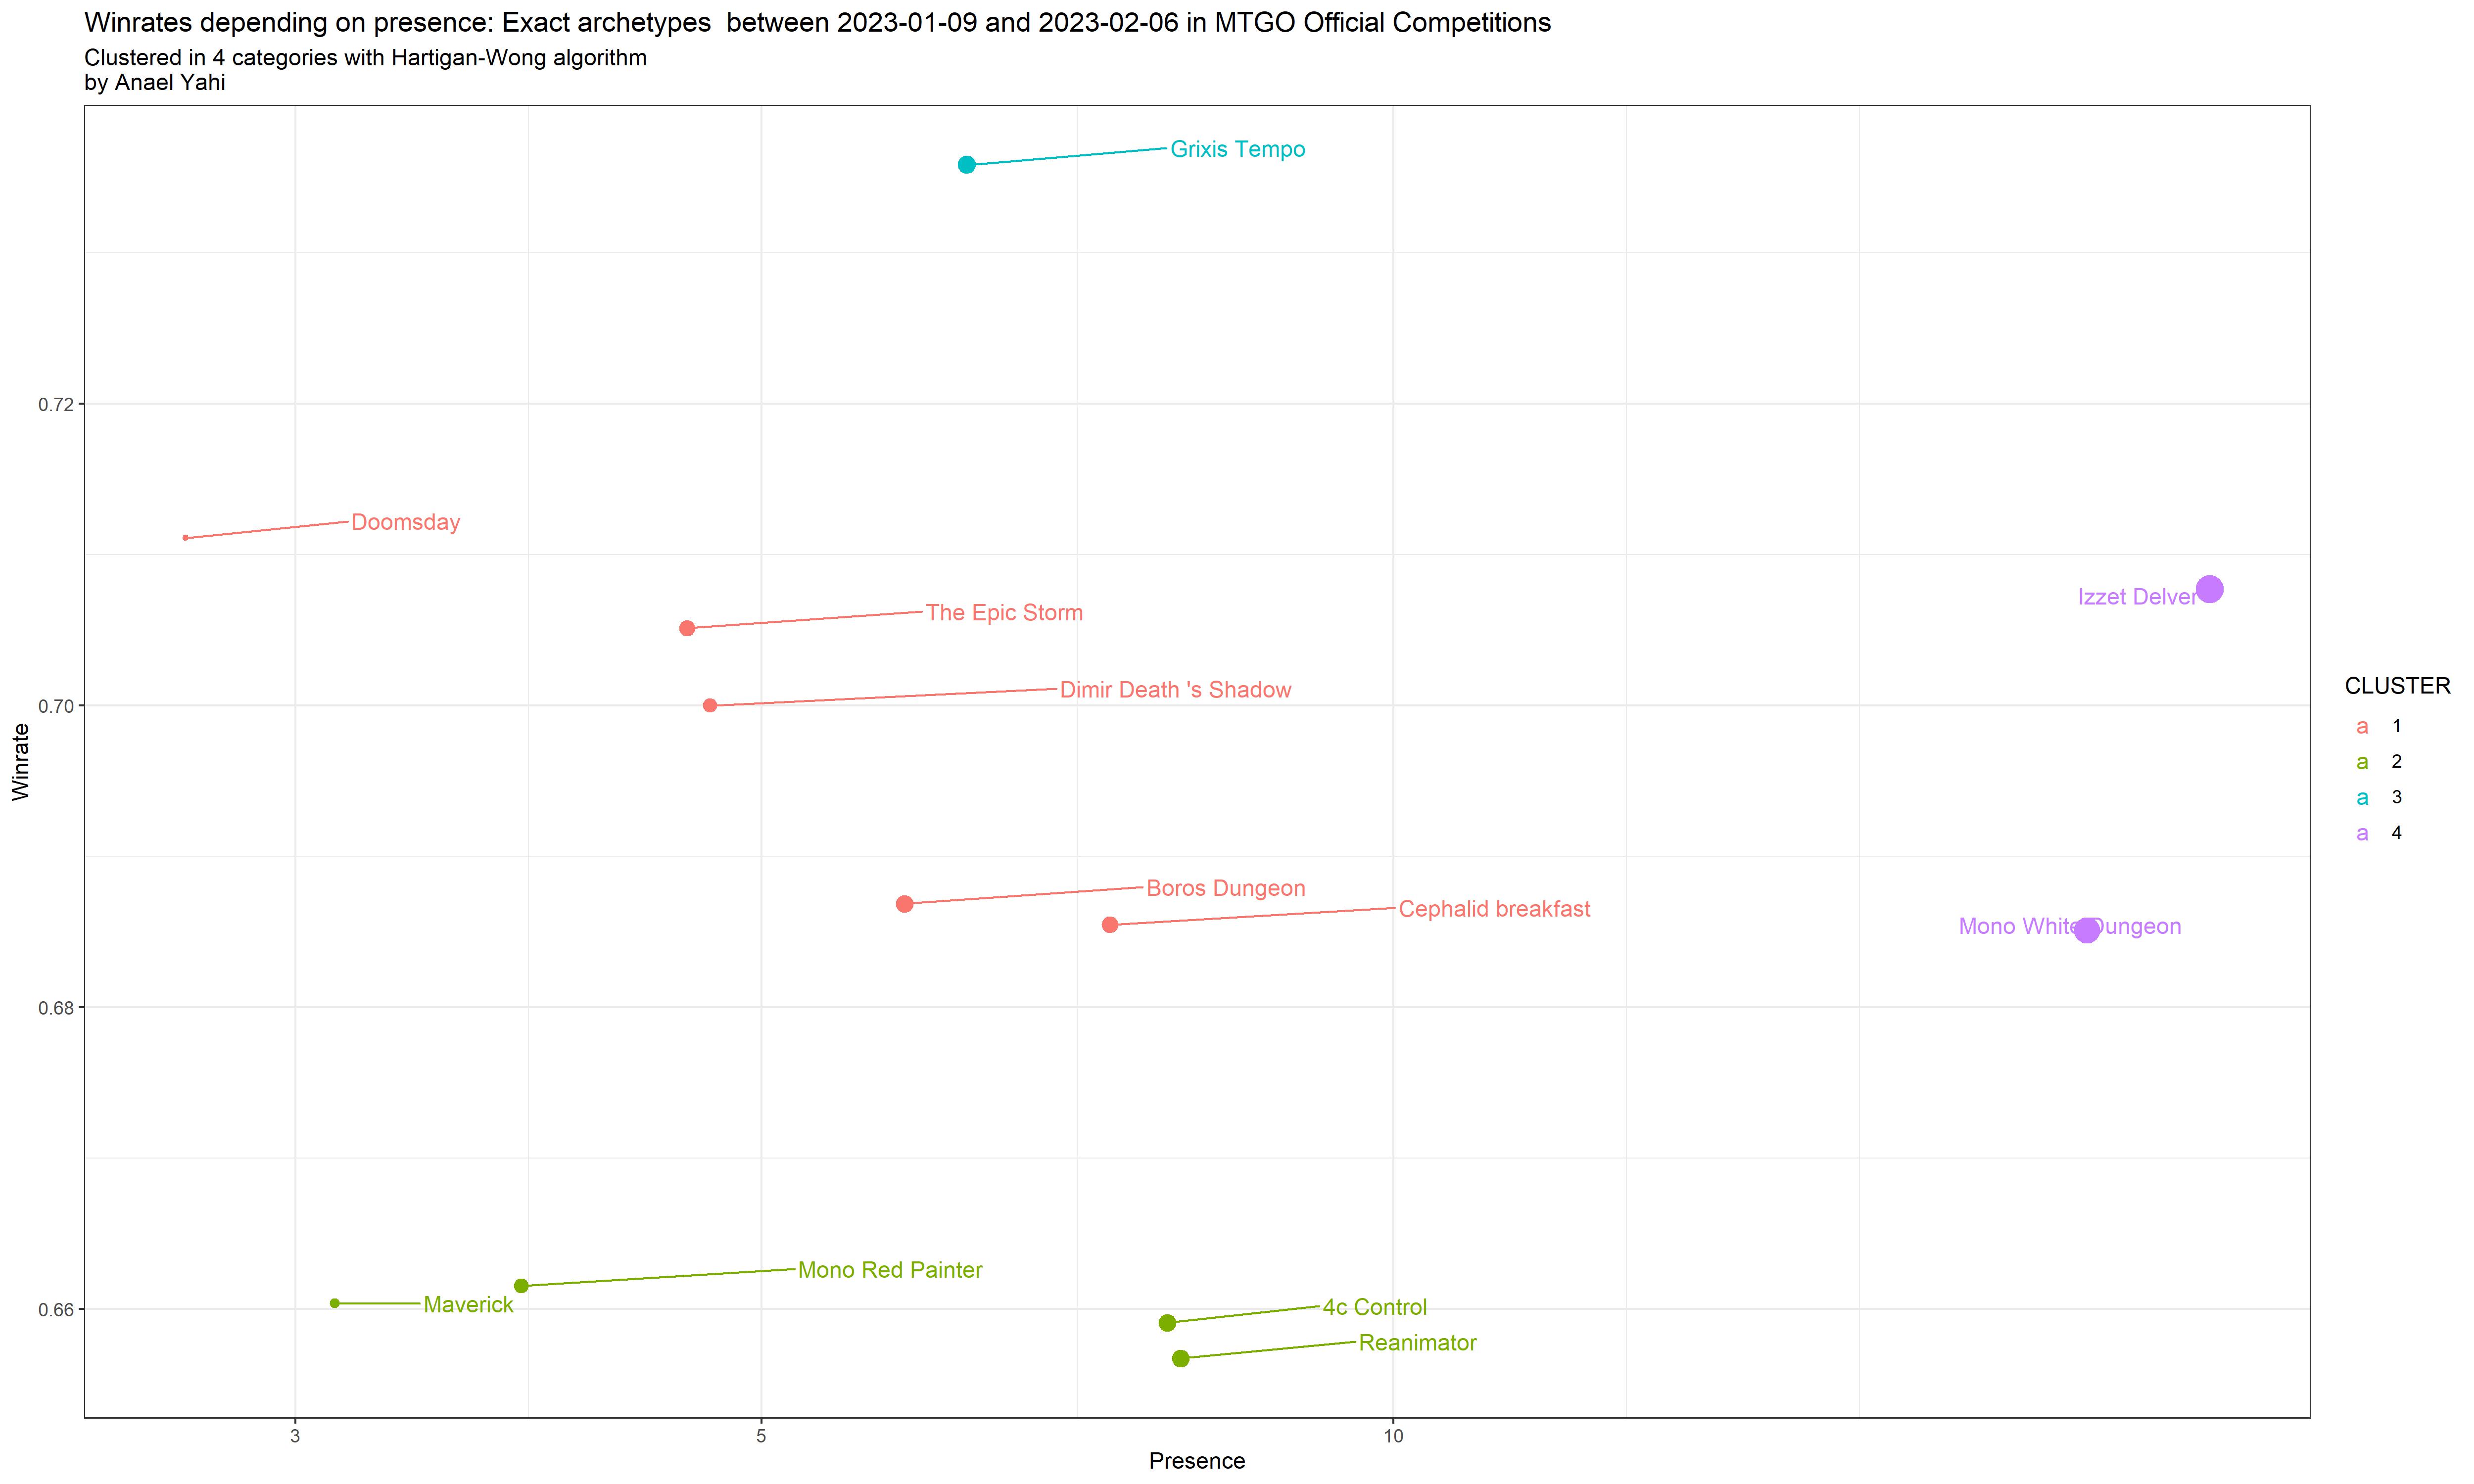 Winrates depending on presence: Exact archetypes  between 2023-01-09 and 2023-02-06 in MTGO Official Competitions
Clustered in 4 categories with Hartigan-Wong algorithm
by Anael Yahi
Grixis Tempo
0.72
Doomsday
Izzet Delver
The Epic Storm
Dimir Death 's Shadow
0.70
Winrate
Boros Dungeon
Cephalid breakfast
Mono White Dungeon
0.68
Mono Red Painter
Maverick
4c Control
0.66
Reanimator
3
5
10
Presence
CLUSTER
a 1
a 2
a 3
a 4